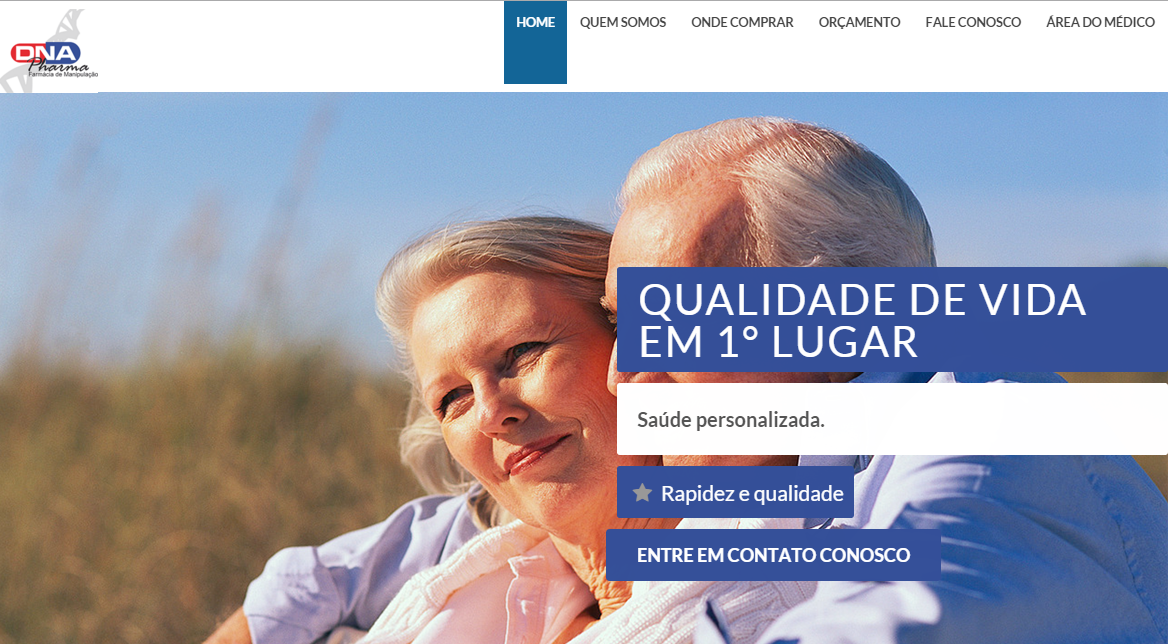 DNA
Pharma
Farmácia de Manipulação
HOME QUEM SOMOS ONDE COMPRAR ORÇAMENTO FALE CONOSCO ÁREA DO MÉDICO
QUALIDADE DE VIDA
EM 1º LUGAR
Saúde personalizada.
Rapidez e qualidade
ENTRE EM CONTATO CONOSCO